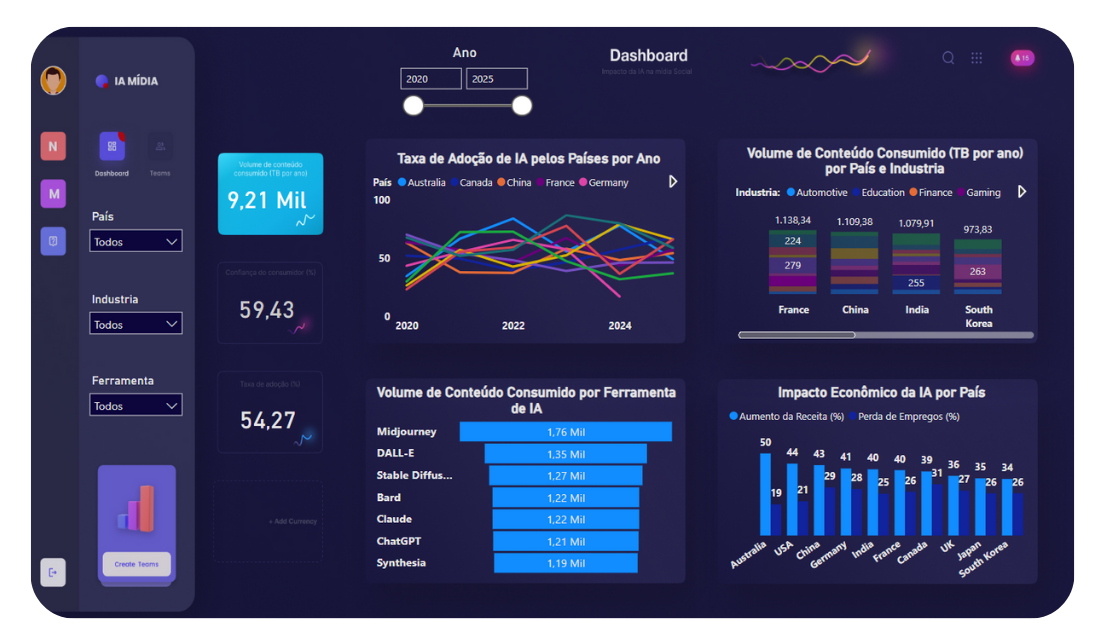 IA MÍDIA
N
M
Dashboard
Teams
País
Todos
Industria
Todos
Ferramenta
Todos
Create Teams
Ano
2020
2025
Dashboard
Impacto da IA na mídia Social
15
Volume de conteúdo
consumido (TB por ano)
9,21 Mil
Confiança do consumidor (%)
59,43
Taxa de adoção (%)
54,27
+ Add Currency
Taxa de Adoção de IA pelos Países por Ano
País Australia Canada China France Germany
100
50
0
2020 2022 2024
Volume de Conteúdo Consumido (TB por ano)
por País e Industria
Industria: Automotive Education Finance Gaming
1.138,34 1.109,38 1.079,91 973,83
224
279
255
263
France China India South
Korea
Volume de Conteúdo Consumido por Ferramenta
de IA
Midjourney 1,76 Mil
DALL-E 1,35 Mil
Stable Diffus... 1,27 Mil
Bard 1,22 Mil
Claude 1,22 Mil
ChatGPT 1,21 Mil
Synthesia 1,19 Mil
Impacto Econômico da IA por País
Aumento da Receita (%) Perda de Empregos (%)
50 44 43 41 40 40 39 36 35 34
19 21 29 28 25 26 31 27 26 26
Australia USA China Germany India France Canada UK Japan South Korea